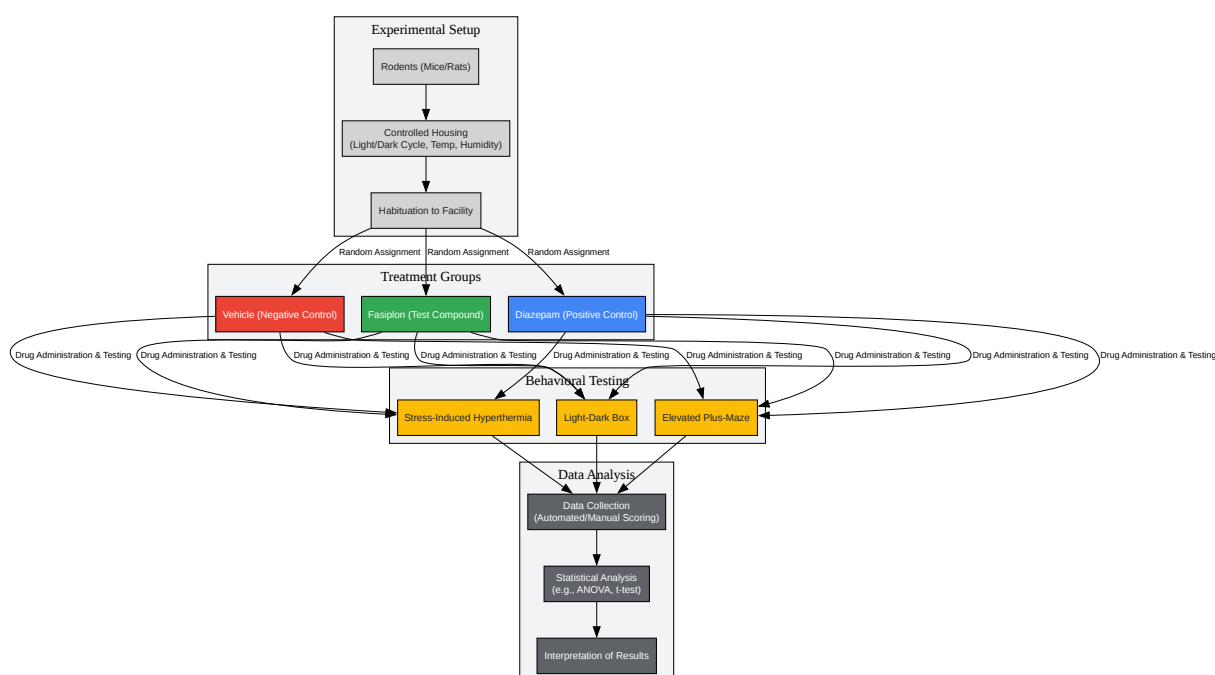 Experimental Setup
Rodents (Mice/Rats)
Controlled Housing
(Light/Dark Cycle, Temp, Humidity)
Habituation to Facility
Random Assignment
Random Assignment
Random Assignment
Treatment Groups
Vehicle (Negative Control)
Fasiplon (Test Compound)
Diazepam (Positive Control)
Drug Administration & Testing
Drug Administration & Testing
Drug Administration & Testing
Drug Administration & Testing
Drug Administration & Testing
Drug Administration & Testing
Drug Administration & Testing
Drug Administration & Testing
Drug Administration & Testing
Behavioral Testing
Stress-Induced Hyperthermia
Light-Dark Box
Elevated Plus-Maze
Data Analysis
Data Collection
(Automated/Manual Scoring)
Statistical Analysis
(e.g., ANOVA, t-test)
Interpretation of Results